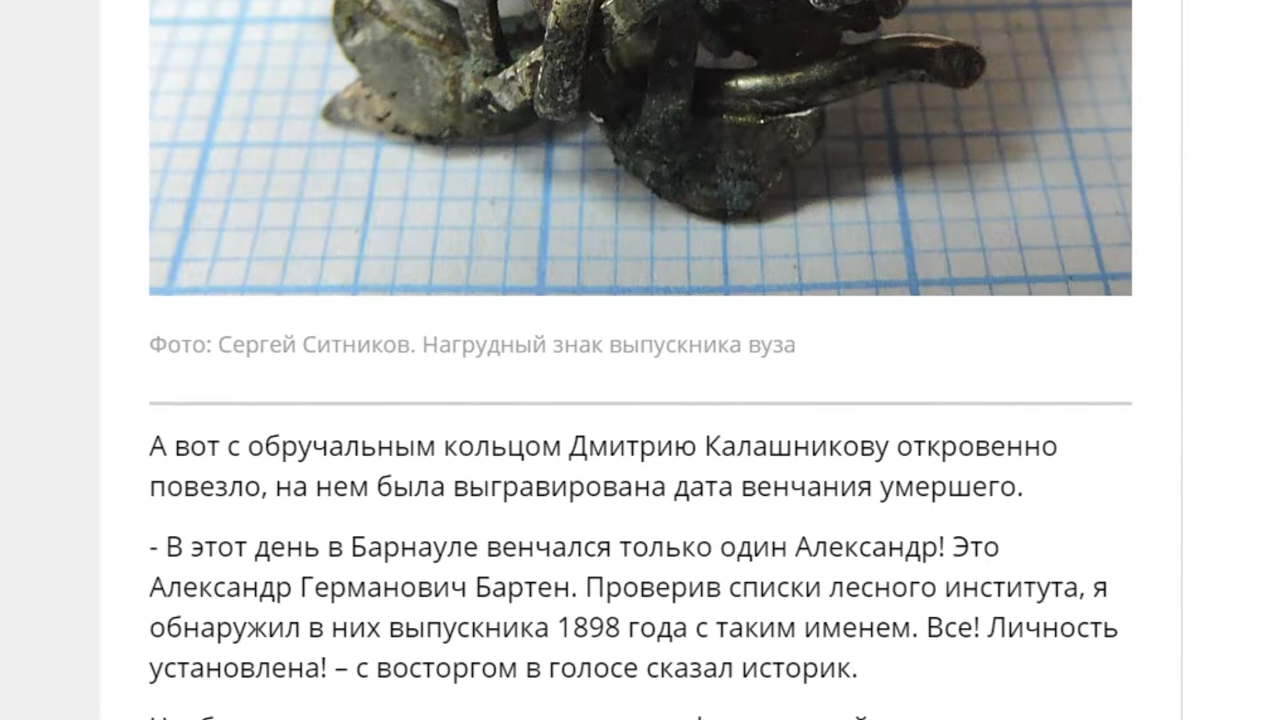 Фото: Сергей Ситников. Нагрудный знак выпускника вуза
А вот с обручальным кольцом Дмитрию Калашникову откровенно
повезло, на нем была выгравирована дата венчания умершего.
- В этот день в Барнауле венчался только один Александр! Это
Александр Германович Бартен. Проверив списки лесного института, я
обнаружил в них выпускника 1898 года с таким именем. Все! Личность
установлена! – с восторгом в голосе сказал историк.